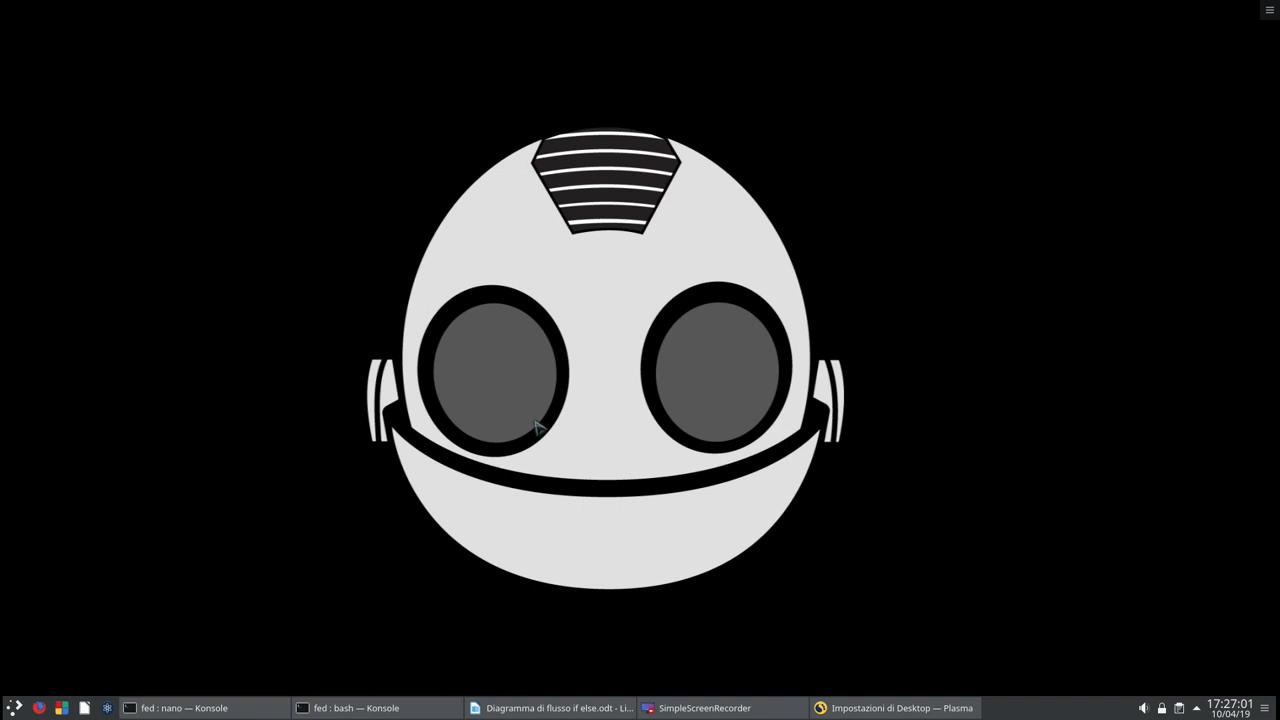 fed : nano — Konsole
fed : bash — Konsole
Diagramma di flusso if else.odt - Li...
SimpleScreenRecorder
Impostazioni di Desktop — Plasma
17:27:01
10/04/19